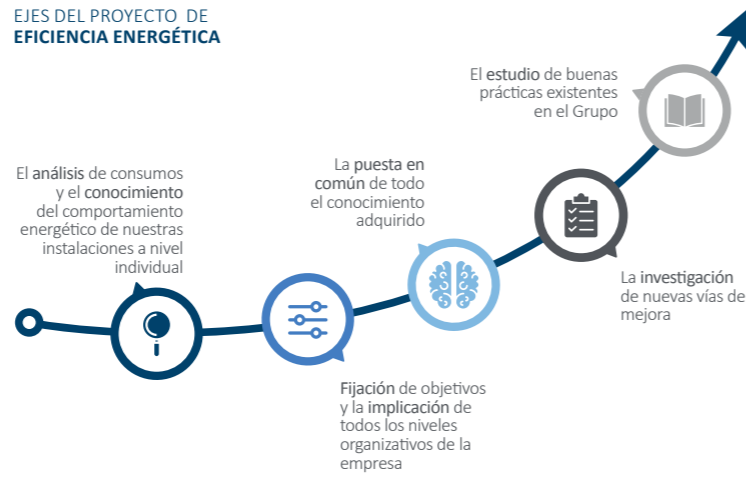 EJES DEL PROYECTO DE
EFICIENCIA ENERGÉTICA
El análisis de consumos
y el conocimiento
del comportamiento
energético de nuestras
instalaciones a nivel
individual
Fijación de objetivos
y la implicación de
todos los niveles
organizativos de la
empresa
La puesta en
común de todo
el conocimiento
adquirido
La investigación
de nuevas vías de
mejora
El estudio de buenas
prácticas existentes
en el Grupo